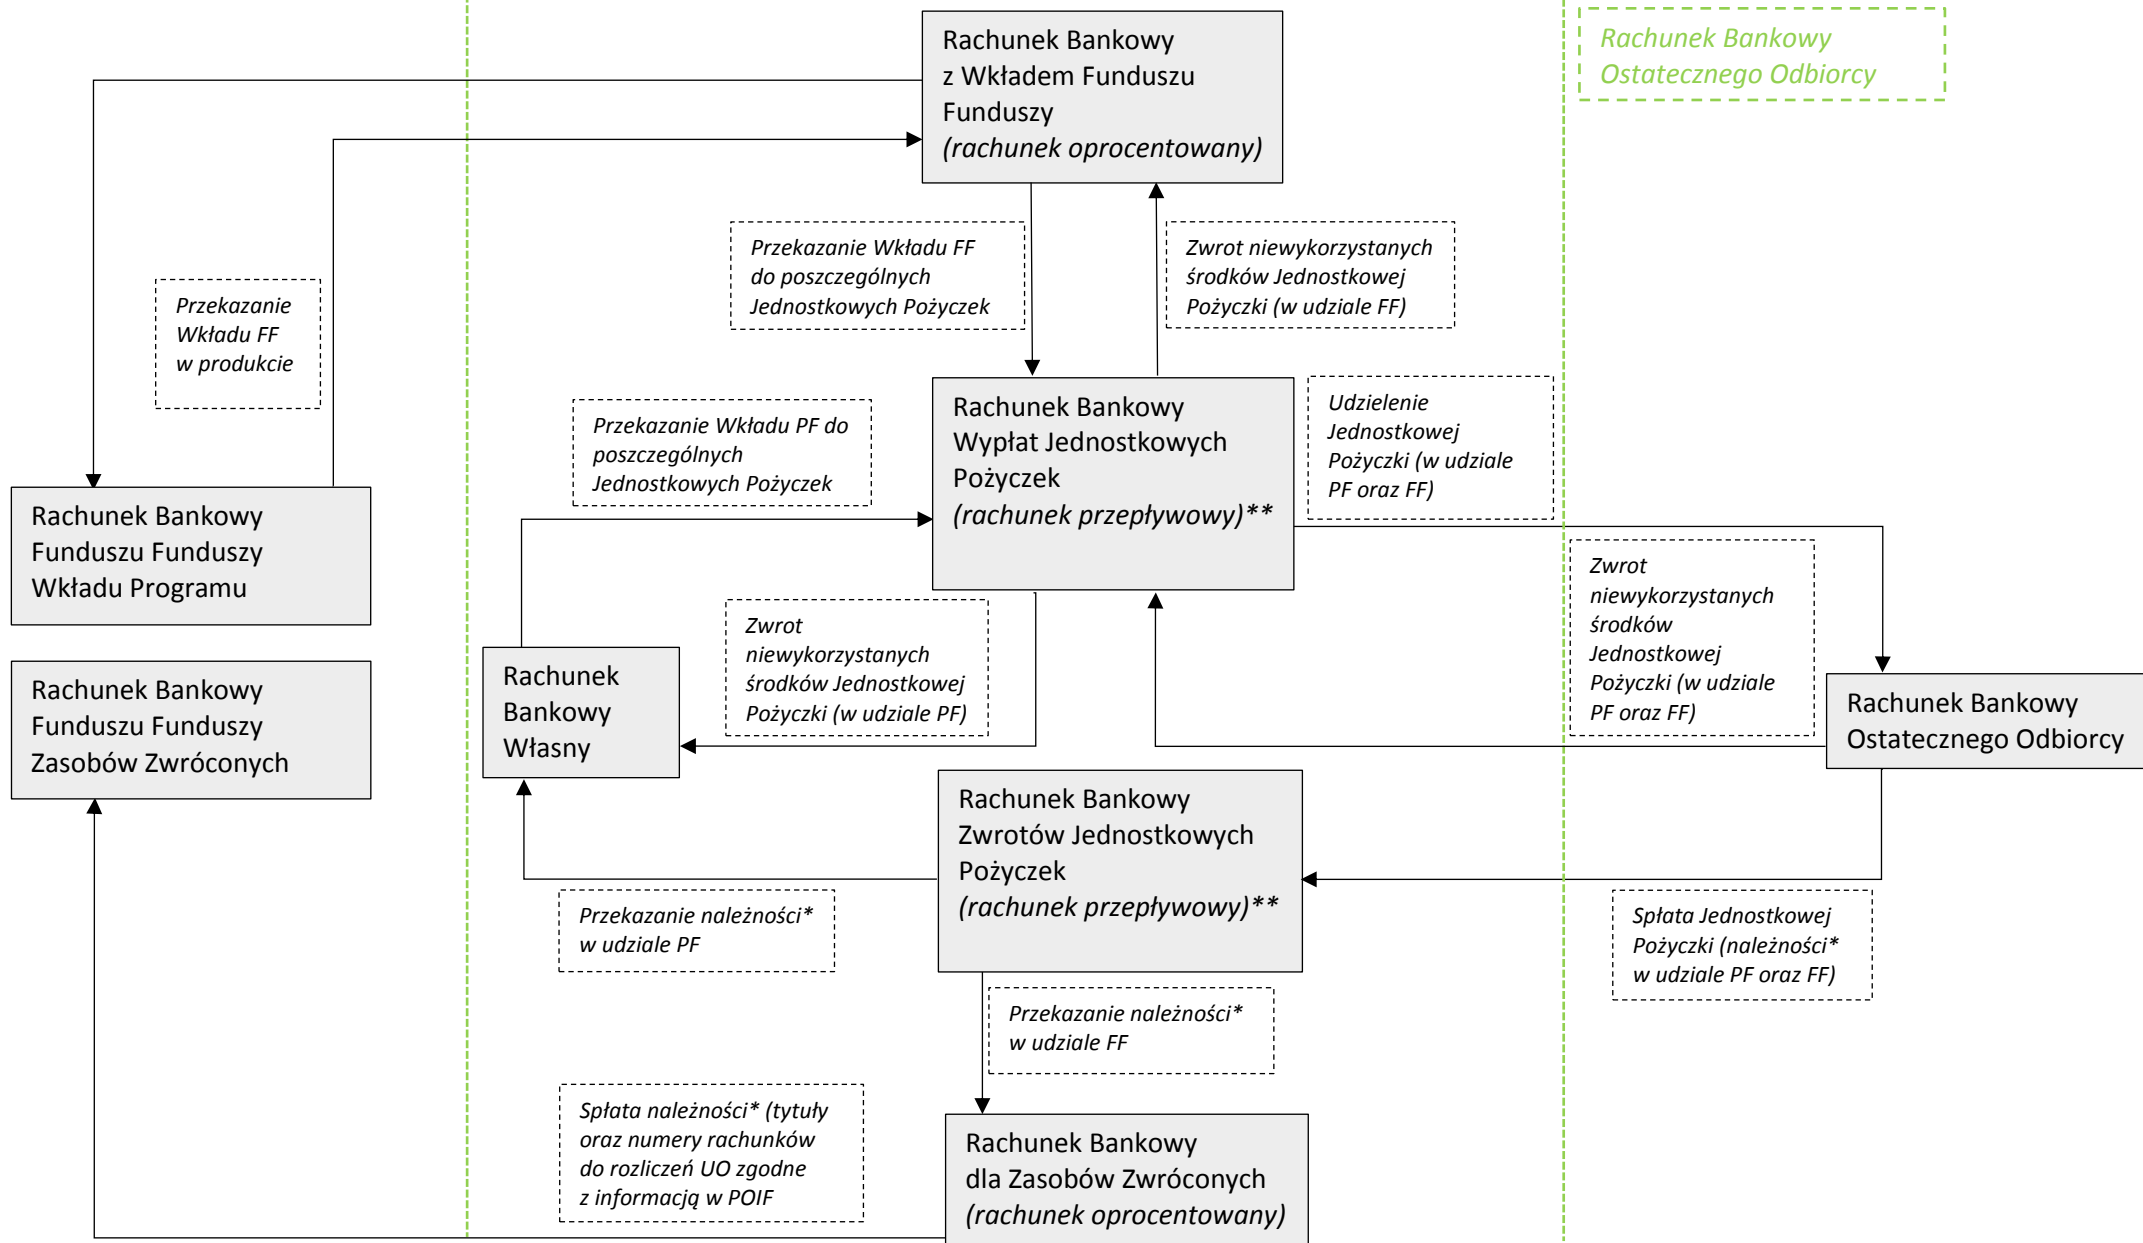 Rachunek Bankowy
z Wkładem Funduszu
Funduszy
(rachunek oprocentowany)
Rachunek Bankowy
Ostatecznego Odbiorcy
Przekazanie
Wkładu FF
w produkcie
Przekazanie Wkładu FF
do poszczególnych
Jednostkowych Pożyczek
Zwrot niewykorzystanych
środków Jednostkowej
Pożyczki (w udziale FF)
Przekazanie Wkładu PF do
poszczególnych
Jednostkowych Pożyczek
Rachunek Bankowy
Wypłat Jednostkowych
Pożyczek
(rachunek przepływowy)**
Udzielenie
Jednostkowej
Pożyczki (w udziale
PF oraz FF)
Rachunek Bankowy
Funduszu Funduszy
Wkładu Programu
Zwrot
niewykorzystanych
środków
Jednostkowej
Pożyczki (w udziale
PF oraz FF)
Rachunek Bankowy
Funduszu Funduszy
Zasobów Zwróconych
Rachunek
Bankowy
Własny
Zwrot
niewykorzystanych
środków Jednostkowej
Pożyczki (w udziale PF)
Rachunek Bankowy
Ostatecznego Odbiorcy
Rachunek Bankowy
Zwrotów Jednostkowych
Pożyczek
(rachunek przepływowy)**
Przekazanie należności*
w udziale PF
Spłata Jednostkowej
Pożyczki (należności*
w udziale PF oraz FF)
Przekazanie należności*
w udziale FF
Spłata należności* (tytuły
oraz numery rachunków
do rozliczeń UO zgodne
z informacją w POIF
Rachunek Bankowy
dla Zasobów Zwróconych
(rachunek oprocentowany)